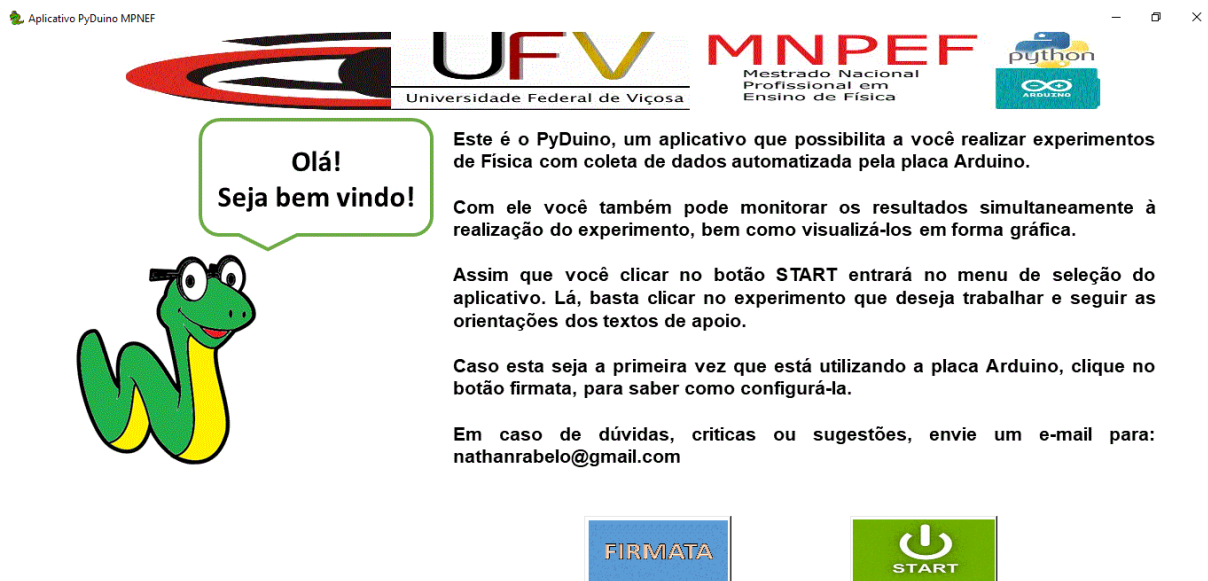 Aplicativo PyDuino MPNEF
UFV
Universidade Federal de Viçosa
MNPEF
Mestrado Nacional
Profissional em
Ensino de Física
python
ARDUINO
Olá!
Seja bem vindo!
Este é o PyDuino, um aplicativo que possibilita a você realizar experimentos
de Física com coleta de dados automatizada pela placa Arduino.
Com ele você também pode monitorar os resultados simultaneamente à
realização do experimento, bem como visualizá-los em forma gráfica.
Assim que você clicar no botão START entrará no menu de seleção do
aplicativo. Lá, basta clicar no experimento que deseja trabalhar e seguir as
orientações dos textos de apoio.
Caso esta seja a primeira vez que está utilizando a placa Arduino, clique no
botão firmata, para saber como configurá-la.
Em caso de dúvidas, criticas ou sugestões, envie um e-mail para:
nathanrabelo@gmail.com
FIRMATA
START